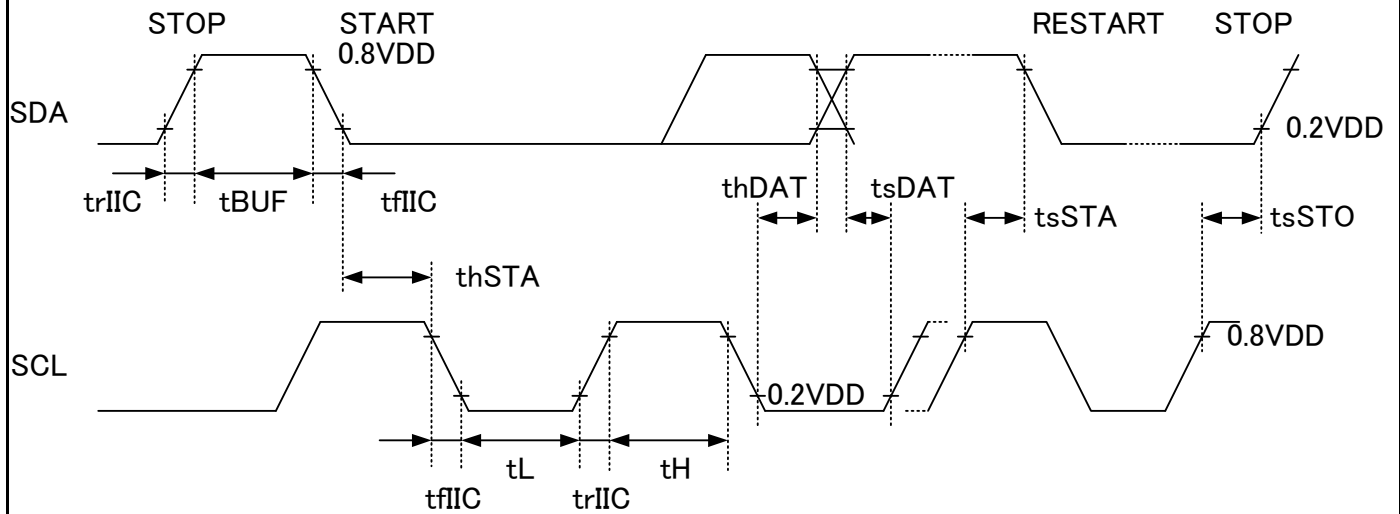 STOP START RESTART STOP
0.8VDD
SDA
0.2VDD
trIIC tBUF tfIIC thDAT tsDAT tsSTA tsSTO
thSTA
SCL 0.8VDD
0.2VDD
tL tH
tfIIC trIIC